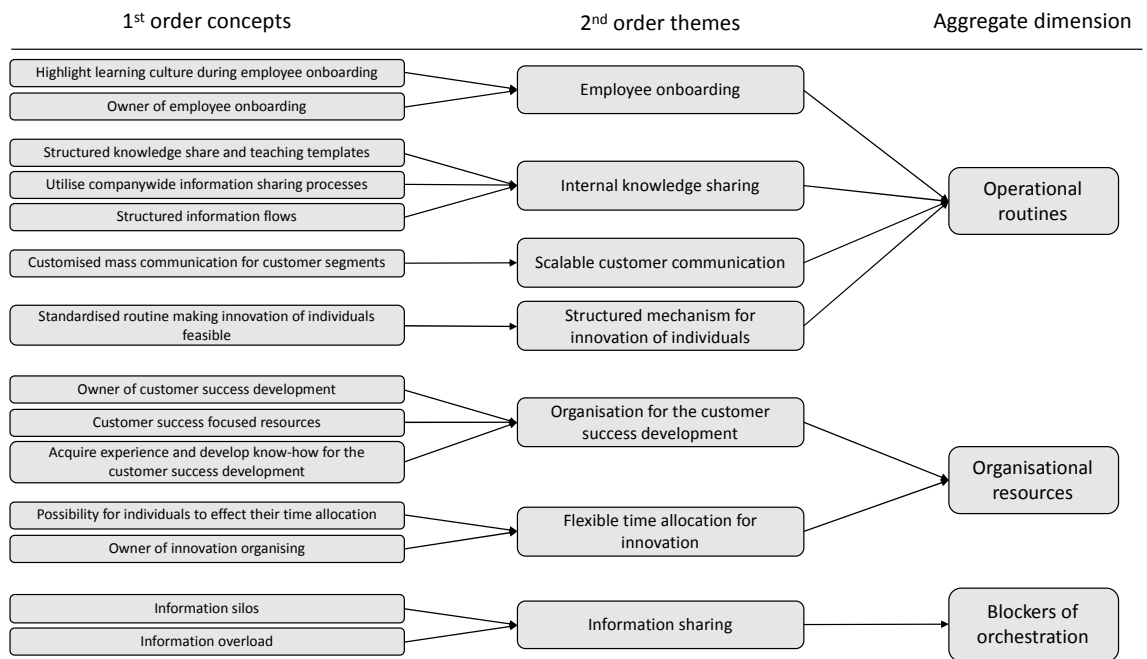 1st order concepts
2nd order themes
Aggregate dimension
Highlight learning culture during employee onboarding
Owner of employee onboarding
Employee onboarding
Structured knowledge share and teaching templates
Utilise companywide information sharing processes
Structured information flows
Internal knowledge sharing
Customised mass communication for customer segments
Scalable customer communication
Standardised routine making innovation of individuals
feasible
Structured mechanism for
innovation of individuals
Operational
routines
Owner of customer success development
Customer success focused resources
Acquire experience and develop know-how for the
customer success development
Organisation for the customer
success development
Possibility for individuals to effect their time allocation
Owner of innovation organising
Flexible time allocation for
innovation
Organisational
resources
Information silos
Information overload
Information sharing
Blockers of
orchestration